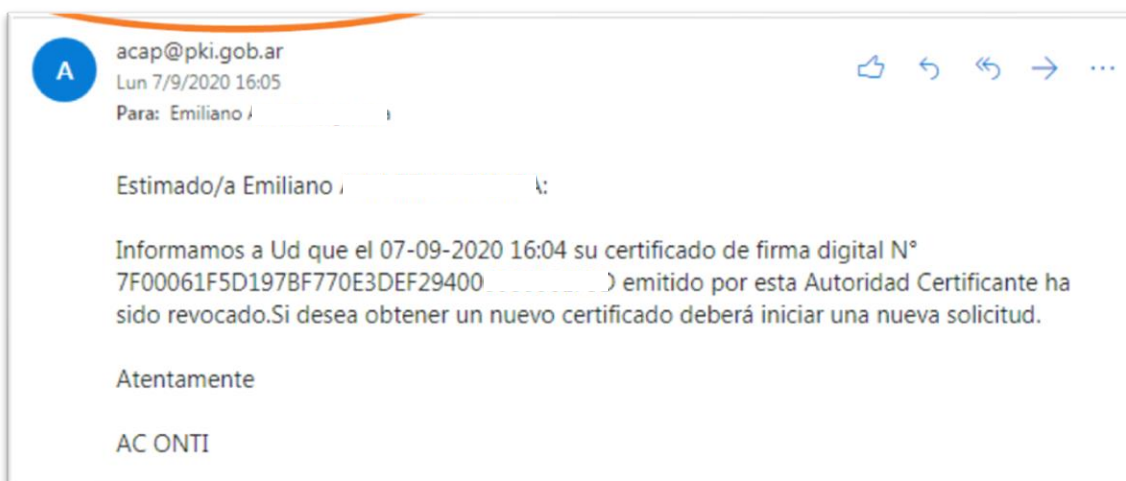 A
acap@pki.gob.ar
Lun 7/9/2020 16:05
Para: Emiliano
Estimado/a Emiliano
Informamos a Ud que el 07-09-2020 16:04 su certificado de firma digital N°
7F00061F5D197BF770E3DEF29400 emitido por esta Autoridad Certificante ha
sido revocado.Si desea obtener un nuevo certificado deberá iniciar una nueva solicitud.
Atentamente
AC ONTI